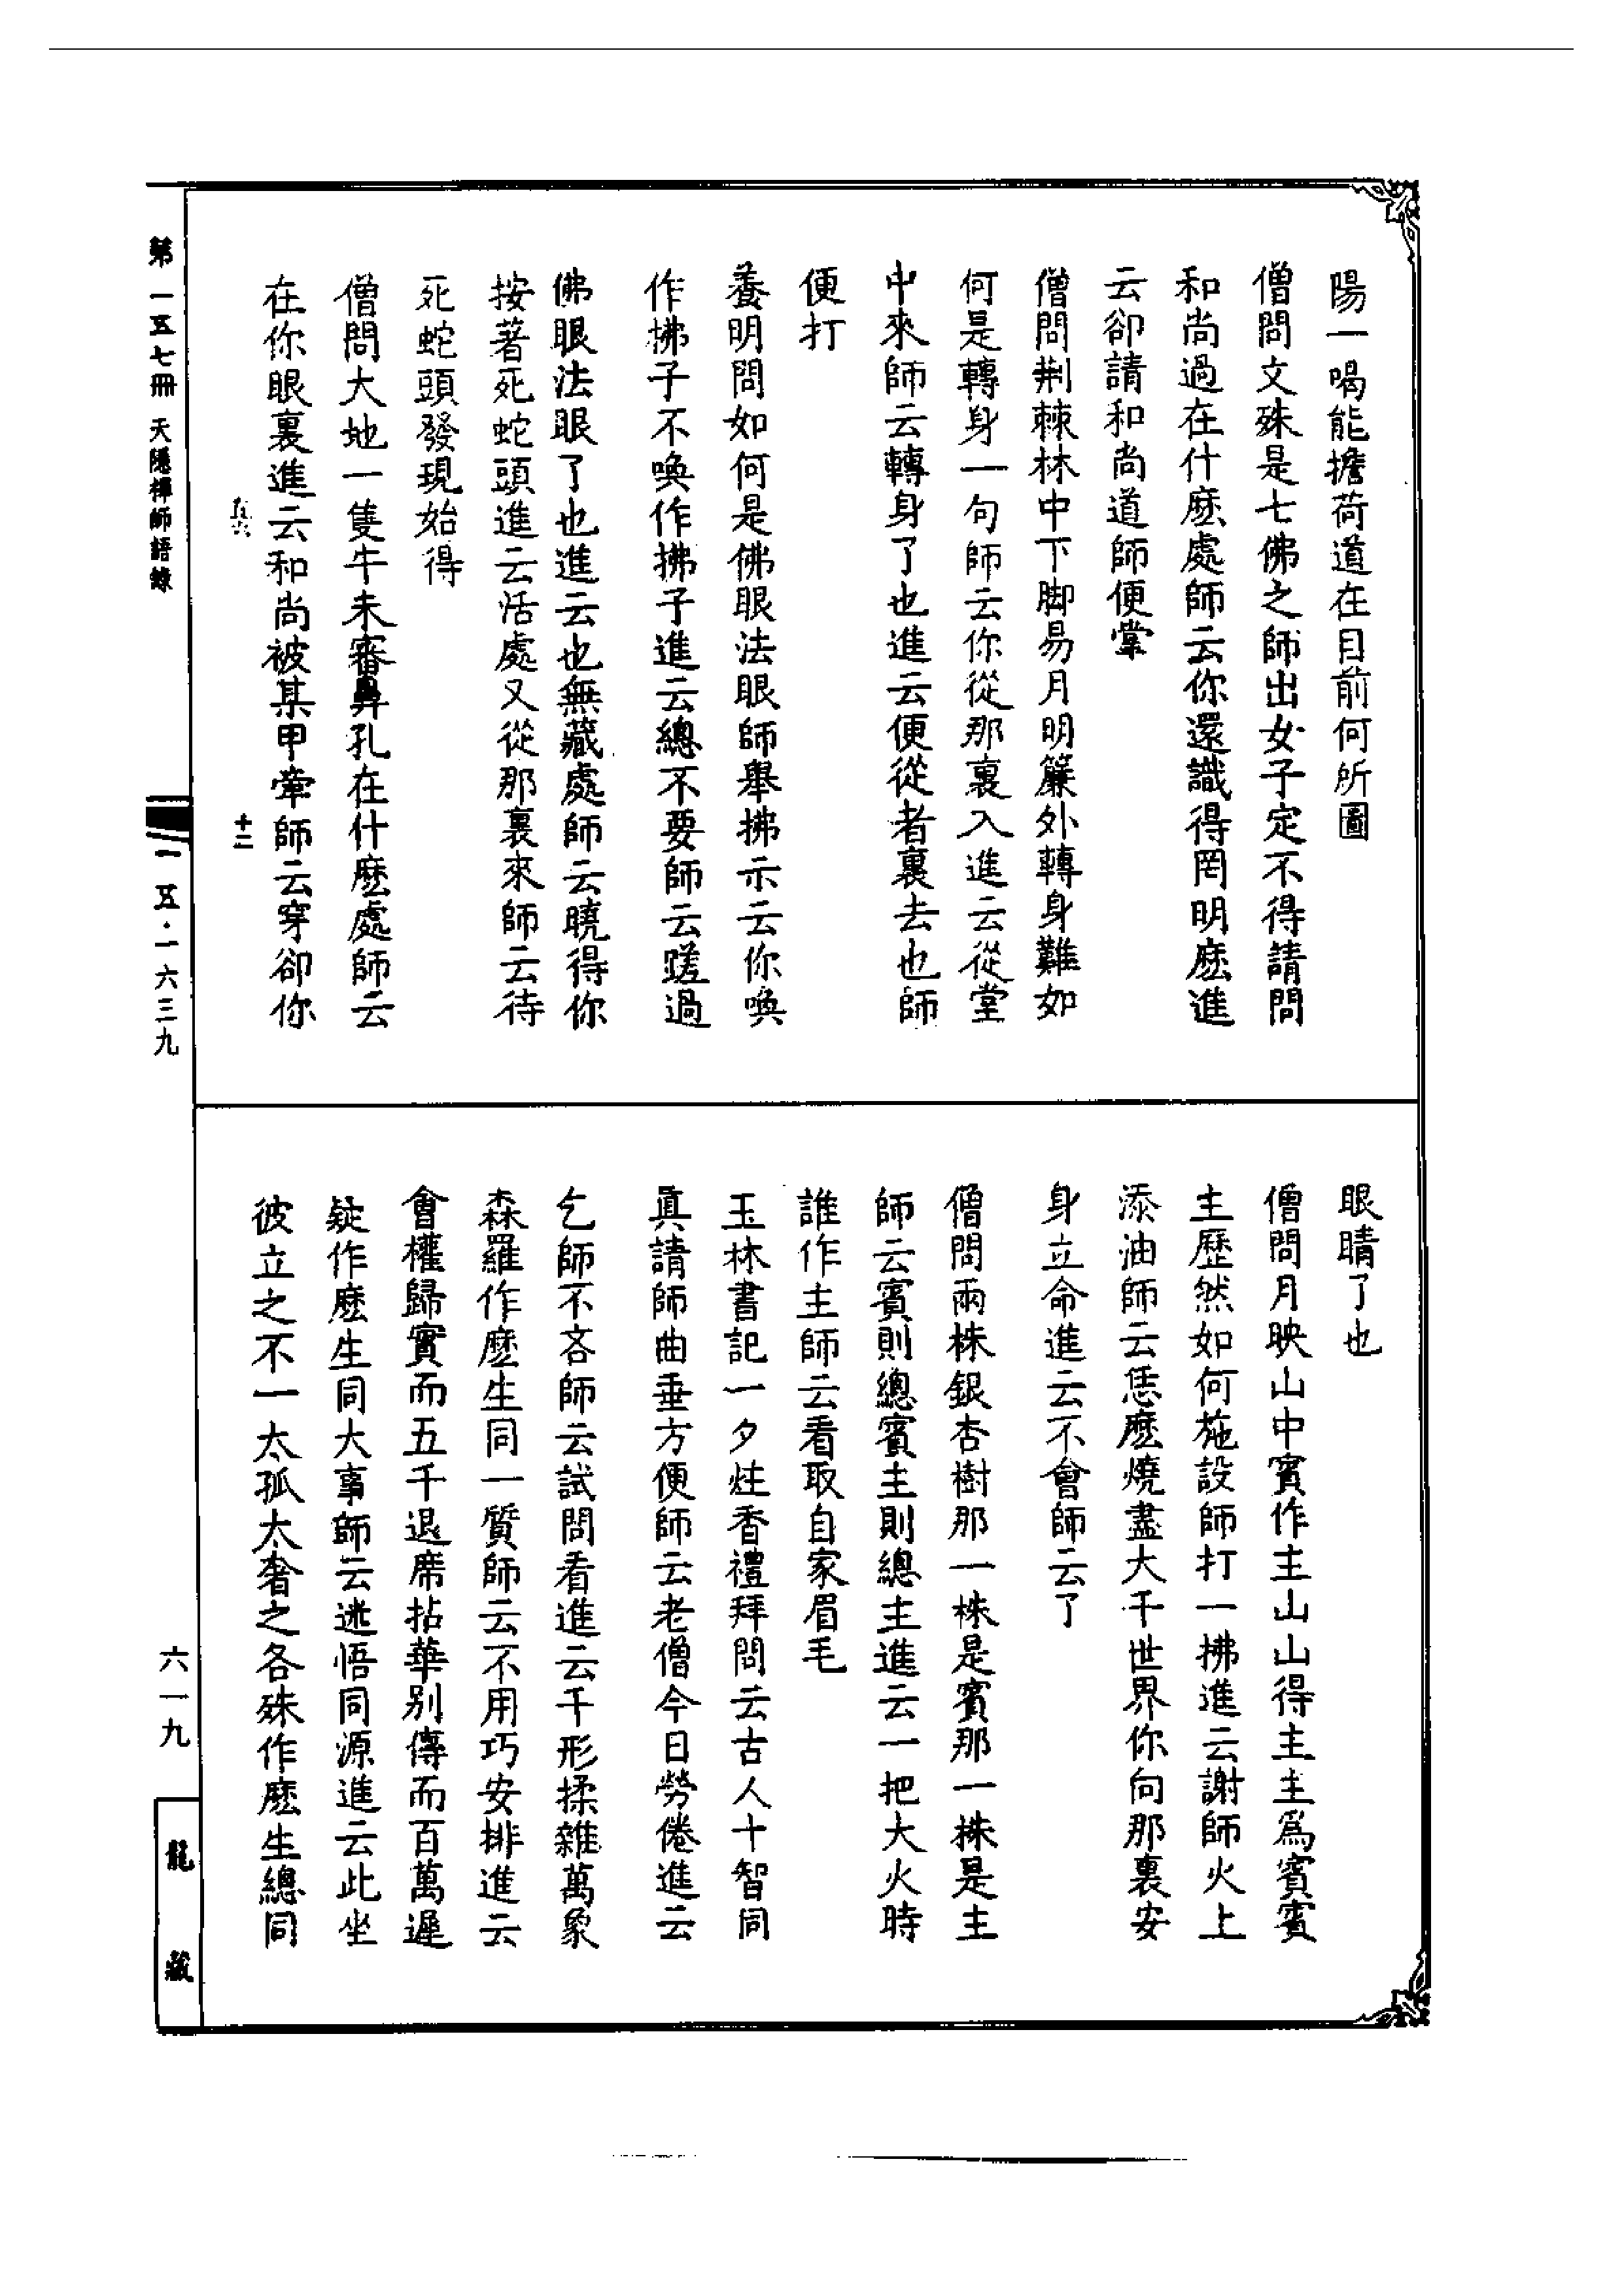 陽一喝能擔荷道在目前何所圖
僧問文殊是七佛之師出女子定不得請問
和尚過在什麽處師云你還識得罔明麽進
云卻請和尚道師便掌
僧問荆棘林中下脚易月明簾外轉身難如
何是轉身一句師云你從那裏入進云從堂
中來師云轉身了也進云便從者裏去也師
便打
養明問如何是佛眼法眼師舉拂示云你喚
作拂子不喚作拂子進云總不要師云蹉過
佛眼法眼了也進云也無藏處師云曉得你
按著死蛇頭進云活處又從那裏來師云待
死蛇頭發現始得
僧問大地一隻牛未審鼻孔在什麽處師云
在你眼裏進云和尚被某甲牽師云穿卻你
十二
眼睛了也
僧問月映山中賓作主山山得主主爲賓賓
主歷然如何施設師打一拂進云謝師火上
添油師云恁麽燒盡大千世界你向那裏安
身立命進云不會師云了
僧問兩株銀杏樹那一株是賓那一株是主
師云賓則總賓主則總主進云一把大火時
誰作主師云看取自家眉毛
玉林書記一夕炷香禮拜問云古人十智同
眞請師曲垂方便師云老僧今日勞倦進云
乞師不吝師云試問看進云千形揉雜萬象
森羅作麽生同一質師云不用巧安排進云
會權歸實而五千退席拈華别傳而百萬遲
疑作麽生同大事師云迷悟同源進云此坐
彼立之不一太孤太奢之各殊作麽生總同
第一五七冊 天隱禪師語錄
一五·一六三九
六一九
龍藏